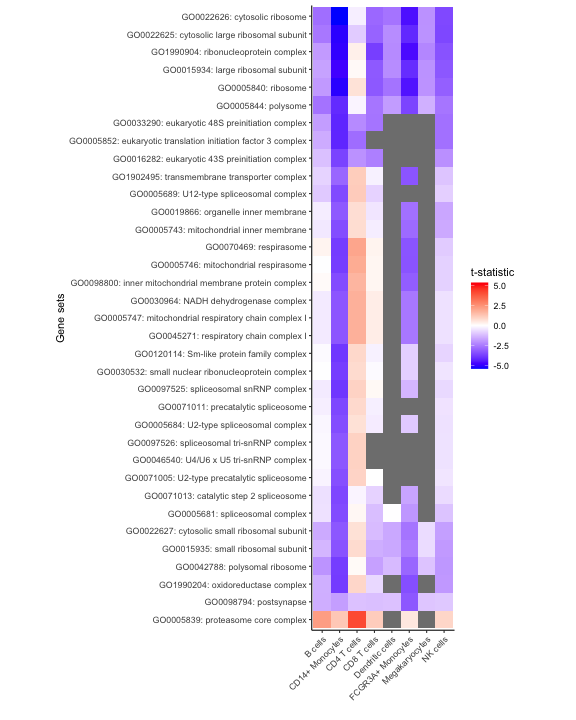 GO0022626: cytosolic ribosome
GO0022625: cytosolic large ribosomal subunit
GO1990904: ribonucleoprotein complex
GO0015934: large ribosomal subunit
GO0005840: ribosome
GO0005844: polysome
GO0033290: eukaryotic 48S preinitiation complex
GO0005852: eukaryotic translation initiation factor 3 complex
GO0016282: eukaryotic 43S preinitiation complex
GO1902495: transmembrane transporter complex
GO0005689: U12-type spliceosomal complex
GO0019866: organelle inner membrane
GO0005743: mitochondrial inner membrane
GO0070469: respirasome
GO0005746: mitochondrial respirasome
GO0098800: inner mitochondrial membrane protein complex
GO0030964: NADH dehydrogenase complex
GO0005747: mitochondrial respiratory chain complex I
GO0045271: respiratory chain complex I
GO0120114: Sm-like protein family complex
GO0030532: small nuclear ribonucleoprotein complex
GO0097525: spliceosomal snRNP complex
GO0071011: precatalytic spliceosome
GO0005684: U2-type spliceosomal complex
GO0097526: spliceosomal tri-snRNP complex
GO0046540: U4/U6 x U5 tri-snRNP complex
GO0071005: U2-type precatalytic spliceosome
GO0071013: catalytic step 2 spliceosome
GO0005681: spliceosomal complex
GO0022627: cytosolic small ribosomal subunit
GO0015935: small ribosomal subunit
GO0042788: polysomal ribosome
GO1990204: oxidoreductase complex
GO0098794: postsynapse
GO0005839: proteasome core complex
Gene sets
B cells
CD14+ Monocytes
CD4 T cells
CD8 T cells
Dendritic cells
FCGR3A+ Monocytes
Megakaryocytes
NK cells
t-statistic
5.0
2.5
0.0
-2.5
-5.0